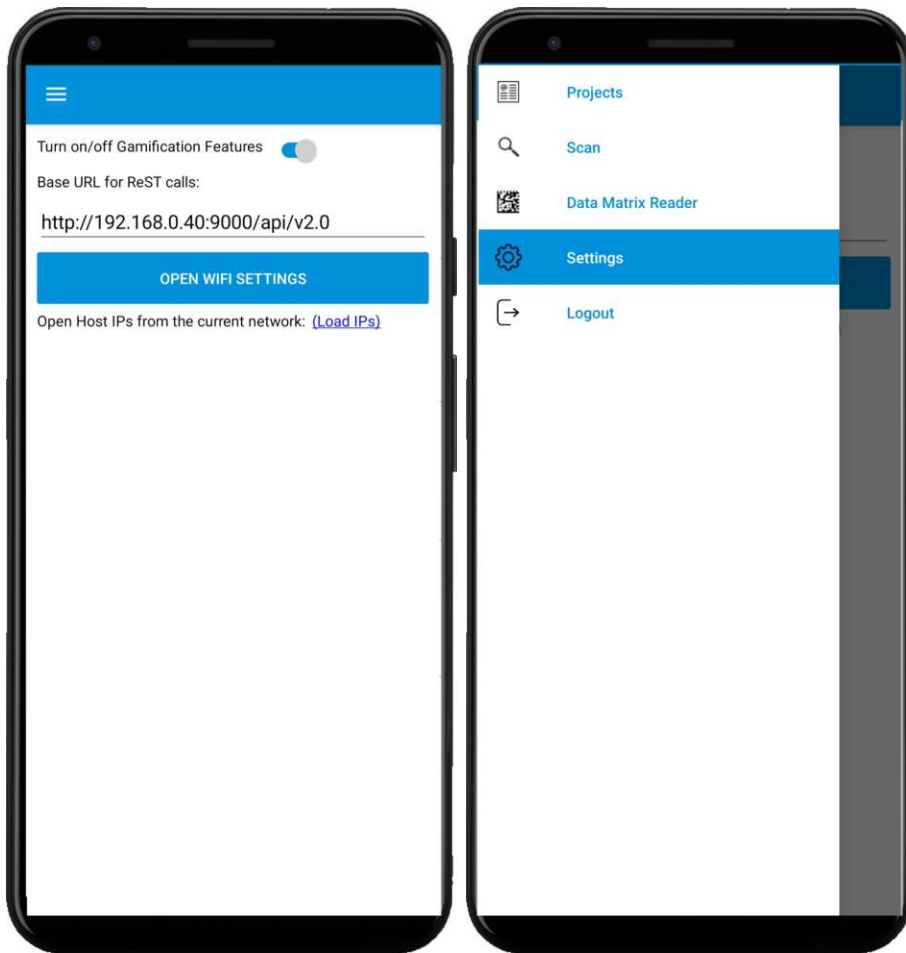 Turn on/off Gamification Features
Base URL for ReST calls:
http://192.168.0.40:9000/api/v2.0
OPEN WIFI SETTINGS
Open Host IPs from the current network: (Load IPs)
Projects
Scan
Data Matrix Reader
Settings
Logout